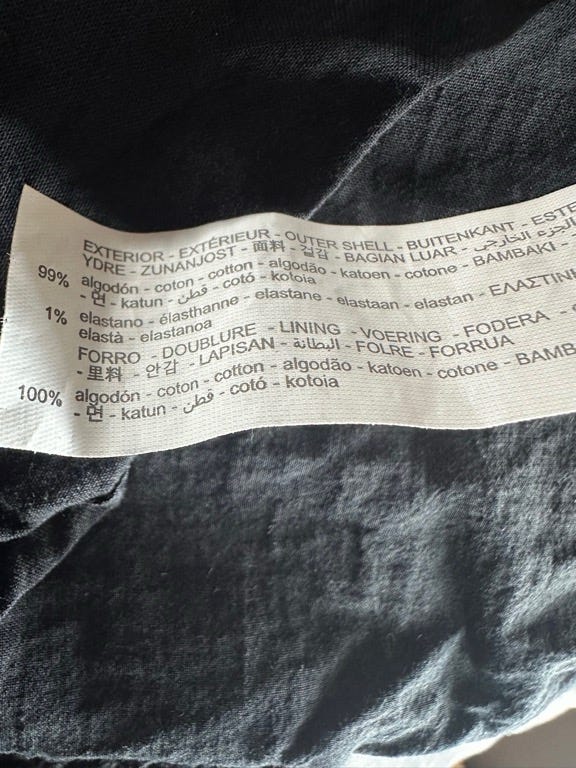 EXTERIOR - EXTÉRIEUR - OUTER SHELL - BUITENKANT -
YDRE - ZUNANJOST - 面料 - 겉감 - BAGIAN LUAR - الجزء الخارجي
99% algodón - coton - cotton - algodão - katoen - cotone - BAMBAKI -
- 면 - katun - قطن - cotó - kotoia
1% elastano - élasthanne - elastane - elastaan - elastan -
elastà - elastanoa
FORRO - DOUBLURE - LINING - VOERING - FODERA -
- 里料 - 안감 - LAPISAN - البطانة - FOLRE - FORRUA
100% algodón - coton - cotton - algodão - katoen - cotone -
- 면 - katun - قطن - cotó - kotoia